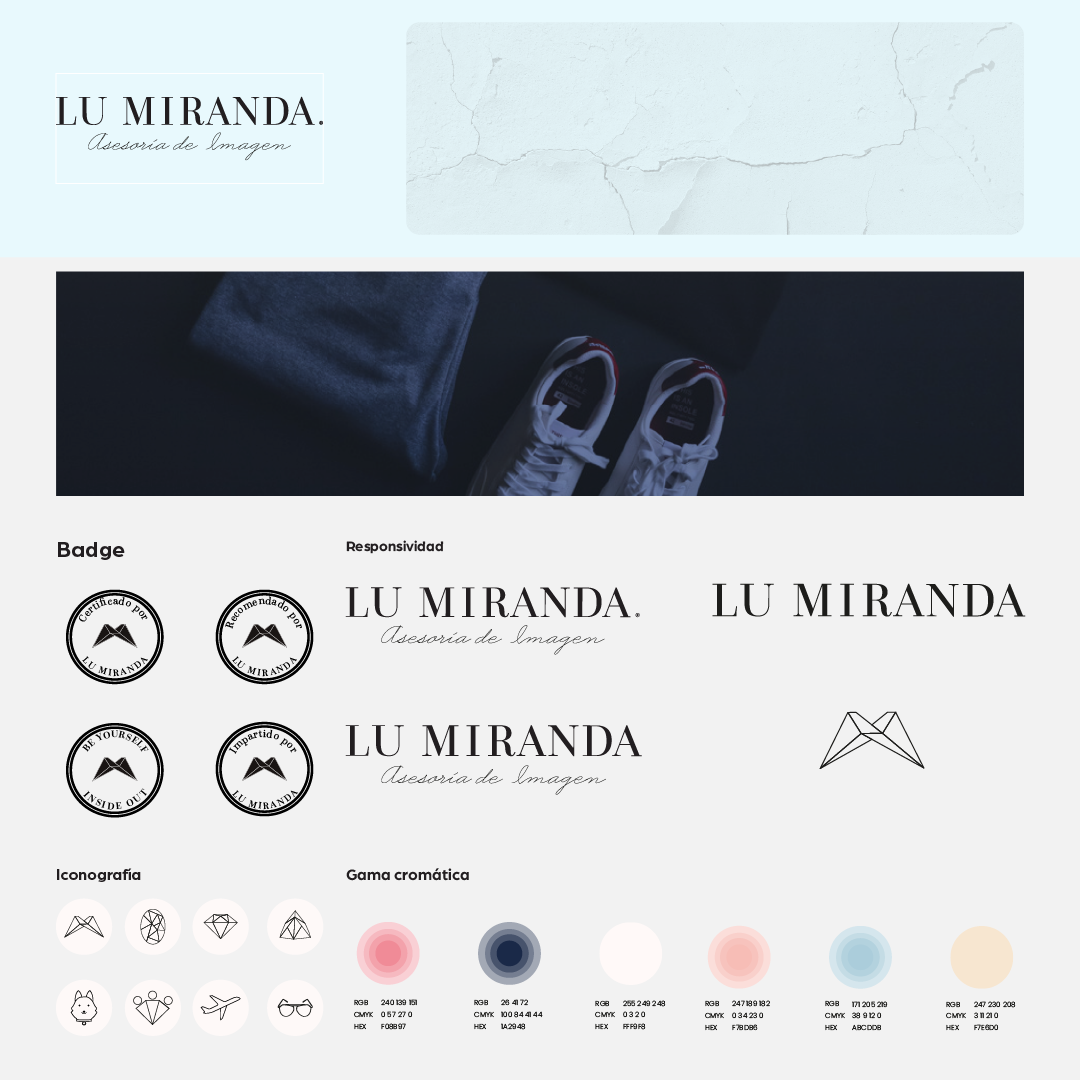 LU MIRANDA.
Asesoría de Imagen
Badge
Certificado por
LU MIRANDA
Recomendado por
LU MIRANDA
BE YOURSELF
INSIDE OUT
Impartido por
LU MIRANDA
Responsividad
LU MIRANDA.
Asesoría de Imagen
LU MIRANDA
LU MIRANDA
Asesoría de Imagen
Iconografía
Gama cromática
RGB 240 139 151
CMYK 0 57 27 0
HEX F08B97
RGB 26 41 72
CMYK 100 84 41 44
HEX 1A2948
RGB 255 249 248
CMYK 0 3 2 0
HEX FFF9F8
RGB 247 189 182
CMYK 0 34 23 0
HEX F7BDB6
RGB 171 205 219
CMYK 38 9 12 0
HEX ABCDDB
RGB 247 230 208
CMYK 3 11 21 0
HEX F7E6D0